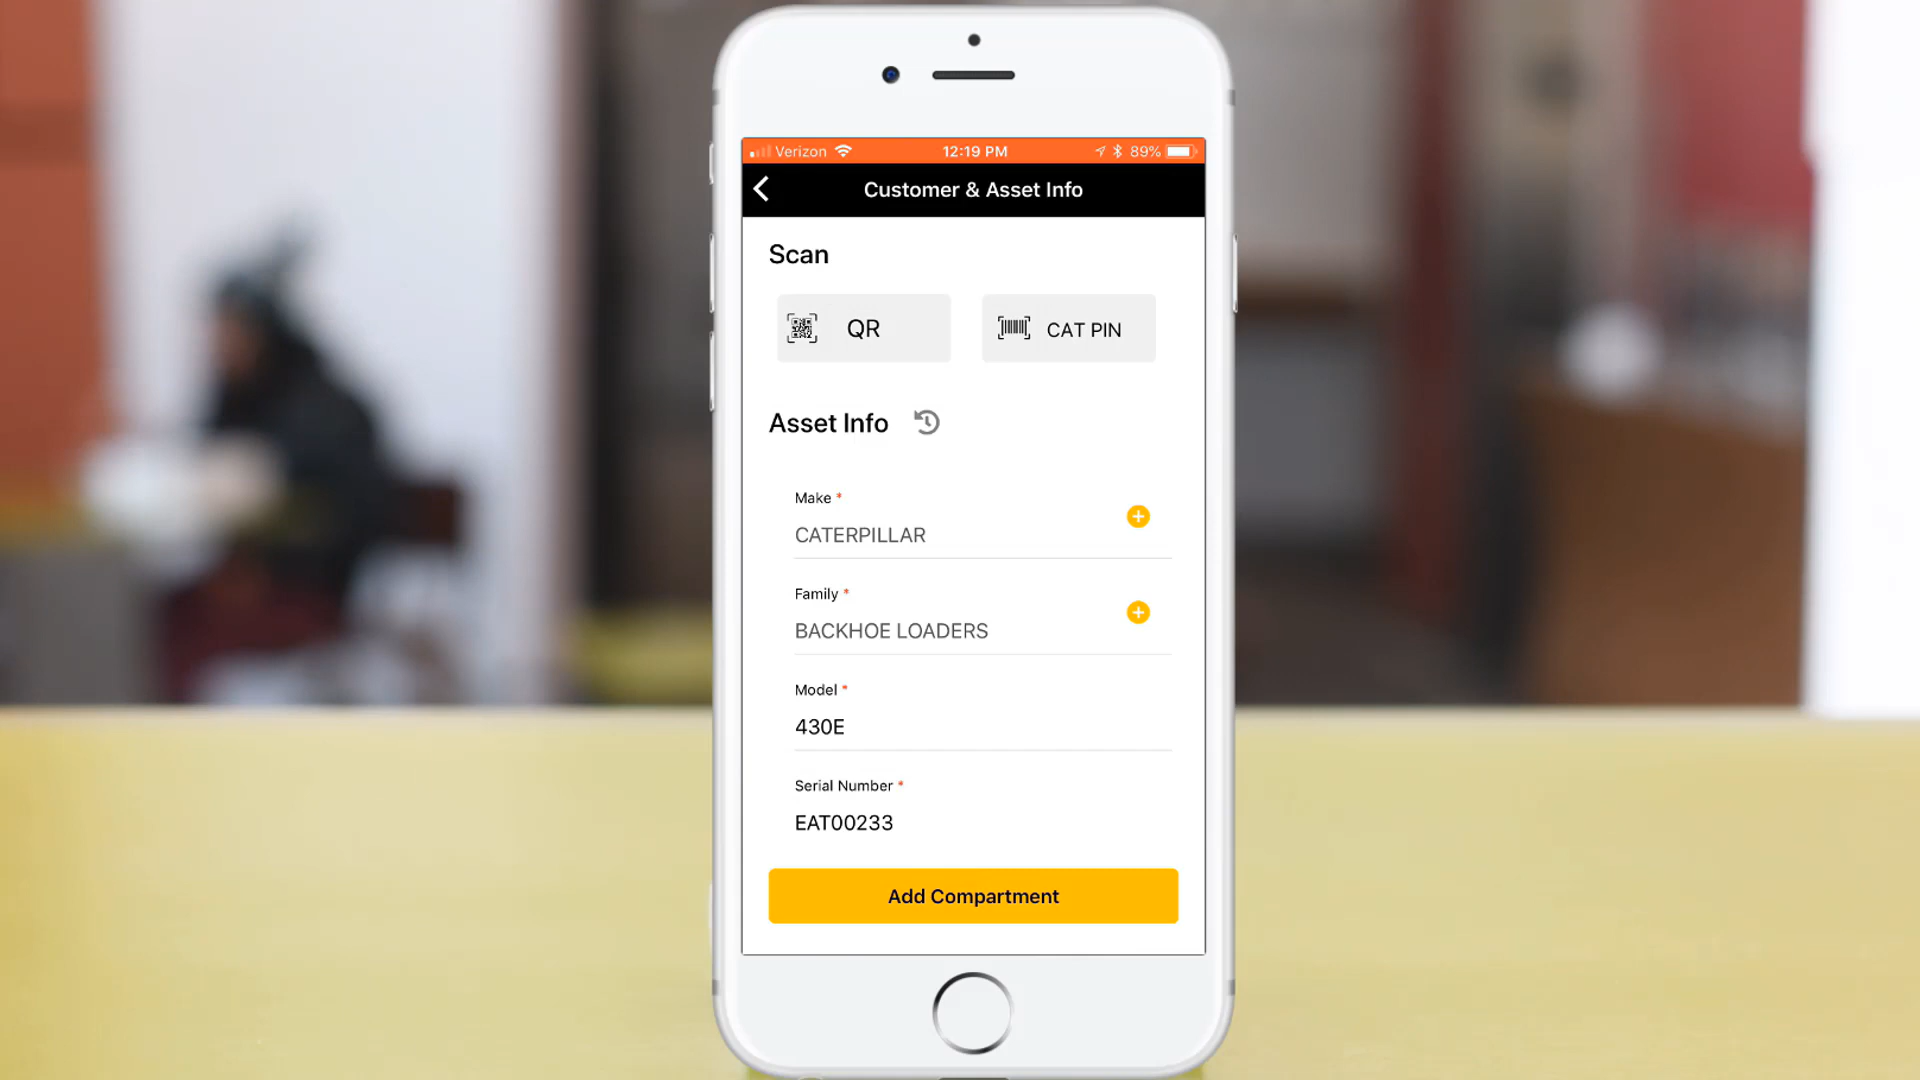 Verizon 12:19 PM 89%
Customer & Asset Info
Scan
QR CAT PIN
Asset Info
Make *
CATERPILLAR
Family *
BACKHOE LOADERS
Model *
430E
Serial Number *
EAT00233
Add Compartment